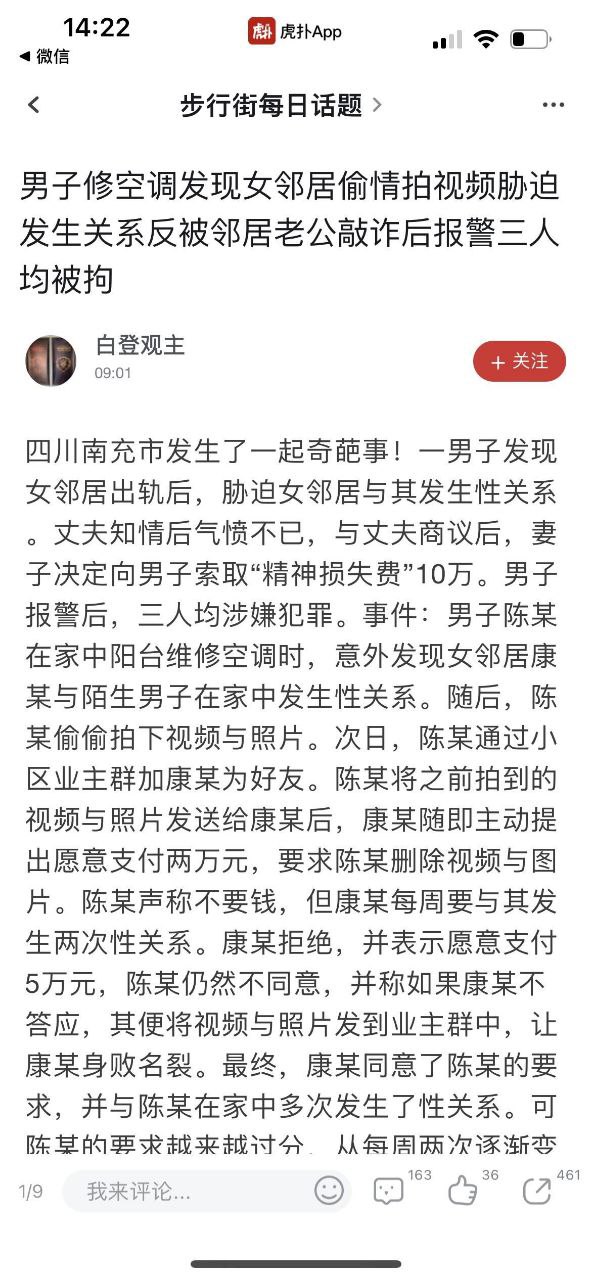 14:22
虎扑App
微信
步行街每日话题
男子修空调发现女邻居偷情拍视频胁迫
发生关系反被邻居老公敲诈后报警三人
均被拘
白登观主
09:01
+ 关注
四川南充市发生了一起奇葩事！一男子发现
女邻居出轨后，胁迫女邻居与其发生性关系
。丈夫知情后气愤不已，与丈夫商议后，妻
子决定向男子索取“精神损失费”10万。男子
报警后，三人均涉嫌犯罪。事件：男子陈某
在家中阳台维修空调时，意外发现女邻居康
某与陌生男子在家中发生性关系。随后，陈
某偷偷拍下视频与照片。次日，陈某通过小
区业主群加康某为好友。陈某将之前拍到的
视频与照片发送给康某后，康某随即主动提
出愿意支付两万元，要求陈某删除视频与图
片。陈某声称不要钱，但康某每周要与其发
生两次性关系。康某拒绝，并表示愿意支付
5万元，陈某仍然不同意，并称如果康某不
答应，其便将视频与照片发到业主群中，让
康某身败名裂。最终，康某同意了陈某的要
求，并与陈某在家中多次发生了性关系。可
陈某的要求越来越过分，从每周两次逐渐变
1/9
我来评论...
163
36
461